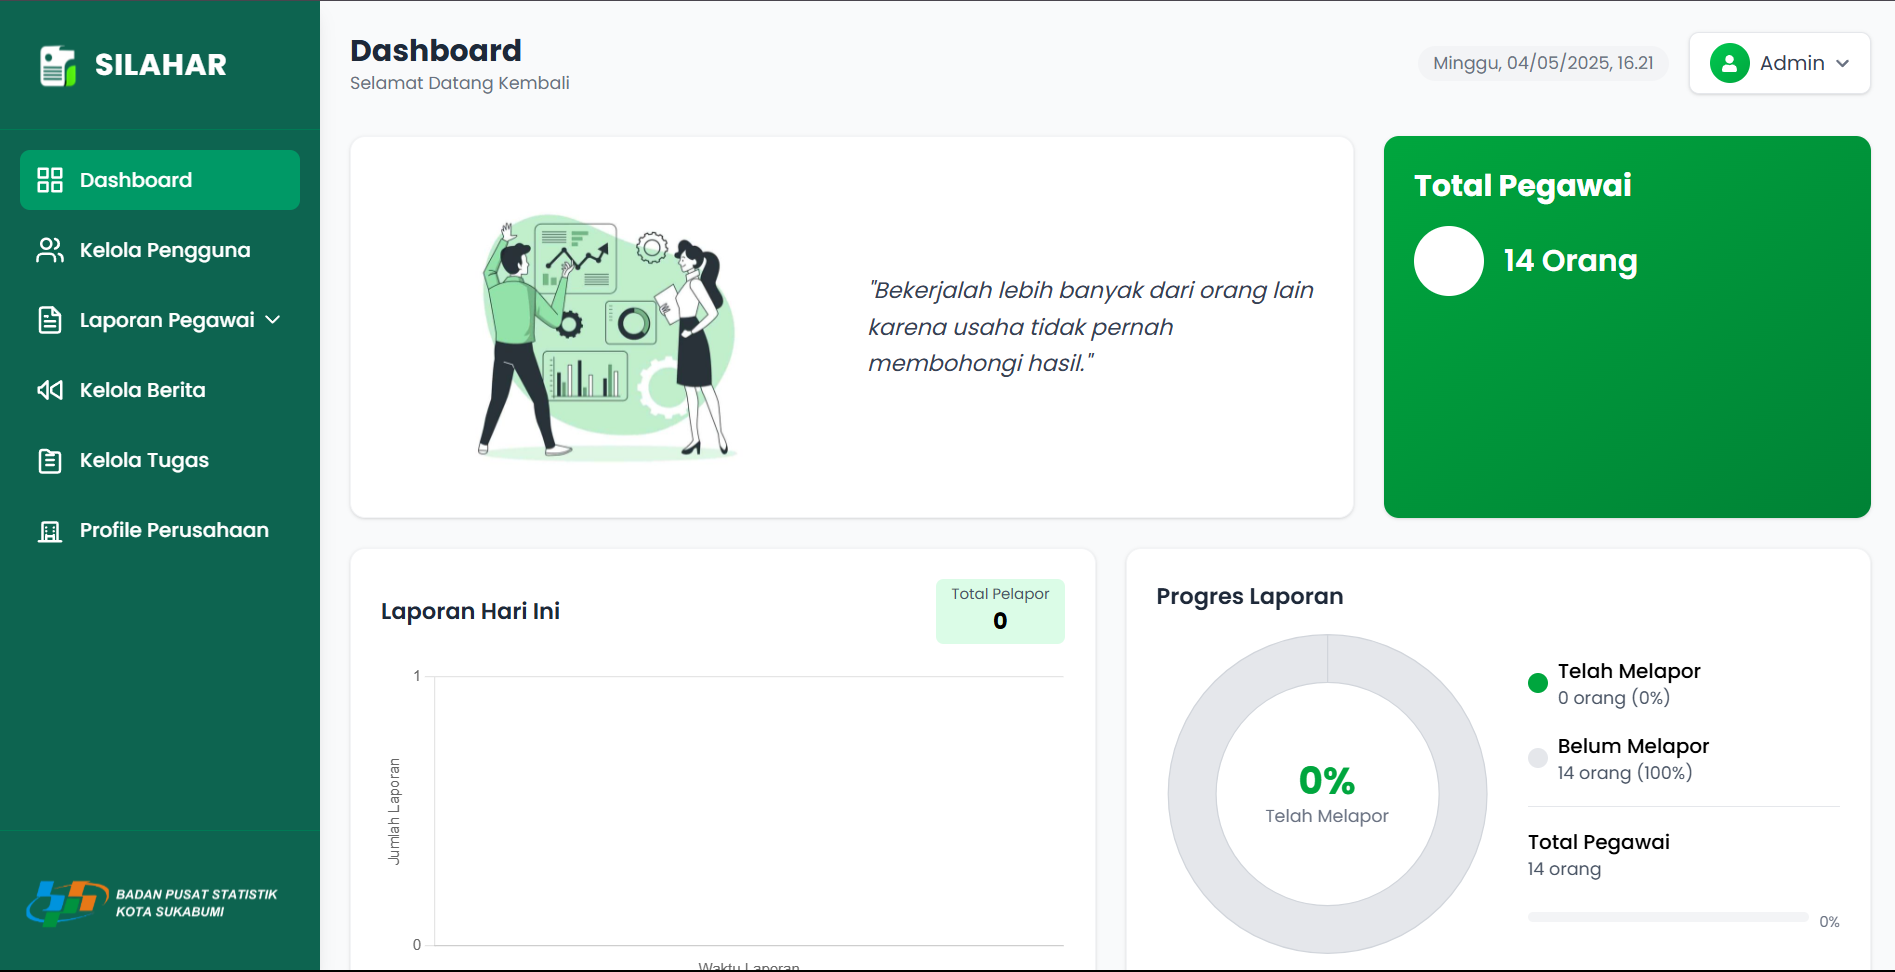 SILAHAR
Dashboard
Kelola Pengguna
Laporan Pegawai
Kelola Berita
Kelola Tugas
Profile Perusahaan
BADAN PUSAT STATISTIK
KOTA SUKABUMI
Dashboard
Selamat Datang Kembali
Minggu, 04/05/2025, 16.21
Admin
"Bekerjalah lebih banyak dari orang lain
karena usaha tidak pernah
membohongi hasil."
Total Pegawai
14 Orang
Laporan Hari Ini
Total Pelapor
0
1
Jumlah Laporan
0
Waktu Laporan
Progres Laporan
0%
Telah Melapor
Telah Melapor
0 orang (0%)
Belum Melapor
14 orang (100%)
Total Pegawai
14 orang
0%